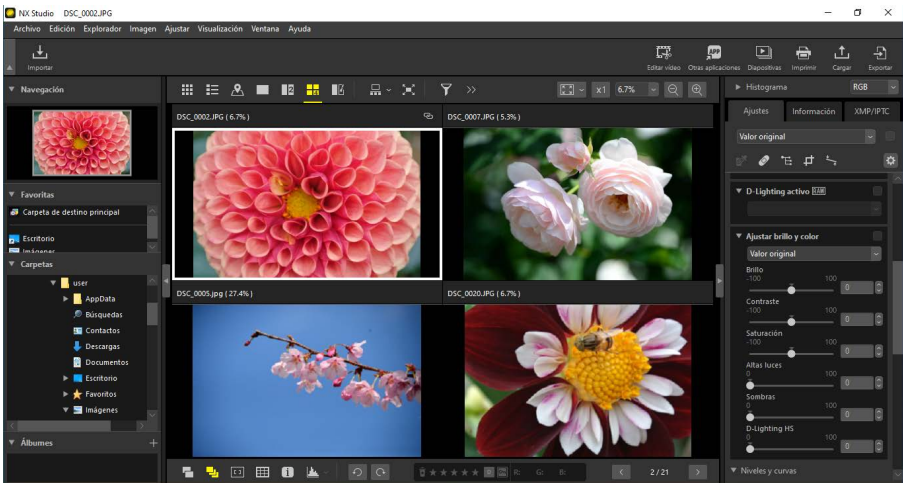 NX Studio DSC_0002.JPG
Archivo Edición Explorador Imagen Ajustar Visualización Ventana Ayuda
Importar
Editar vídeo Otras aplicaciones Diapositivas Imprimir Cargar Exportar
Navegación
x1 6.7%
Histograma RGB
DSC_0002.JPG ( 6.7% )
DSC_0007.JPG ( 5.3% )
Ajustes Información XMP/IPTC
Valor original
Favoritas
Carpeta de destino principal
Escritorio
Imágenes
D-Lighting activo RAW
Carpetas
user
AppData
Búsquedas
Contactos
Descargas
Documentos
Escritorio
Favoritos
Imágenes
DSC_0005.jpg ( 27.4% )
DSC_0020.JPG ( 6.7% )
Ajustar brillo y color
Valor original
Brillo
-100 100 0
Contraste
-100 100 0
Saturación
-100 100 0
Altas luces
0 100 0
Sombras
0 100 0
D-Lighting HS
0 100 0
Álbumes
R: G: B:
2 / 21
Niveles y curvas